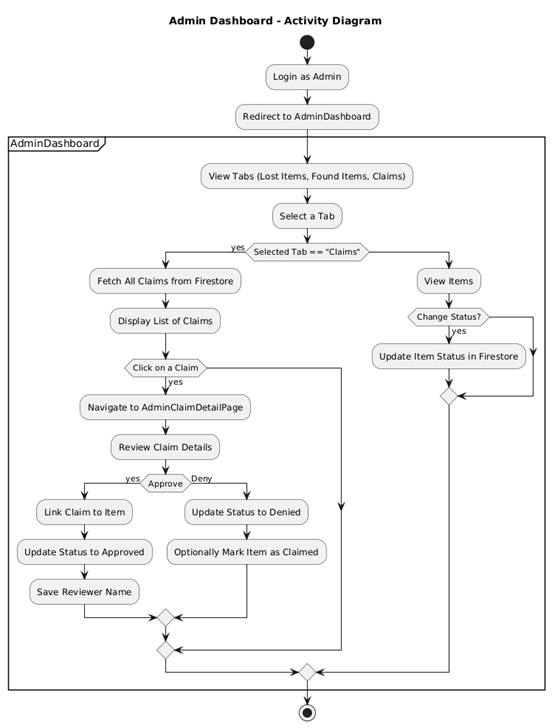 Admin Dashboard - Activity Diagram
Login as Admin
Redirect to AdminDashboard
AdminDashboard
View Tabs (Lost Items, Found Items, Claims)
Select a Tab
yes
Selected Tab == "Claims"
Fetch All Claims from Firestore
View Items
Display List of Claims
Change Status?
yes
Update Item Status in Firestore
Click on a Claim
yes
Navigate to AdminClaimDetailPage
Review Claim Details
yes
Approve
Deny
Link Claim to Item
Update Status to Denied
Update Status to Approved
Optionally Mark Item as Claimed
Save Reviewer Name